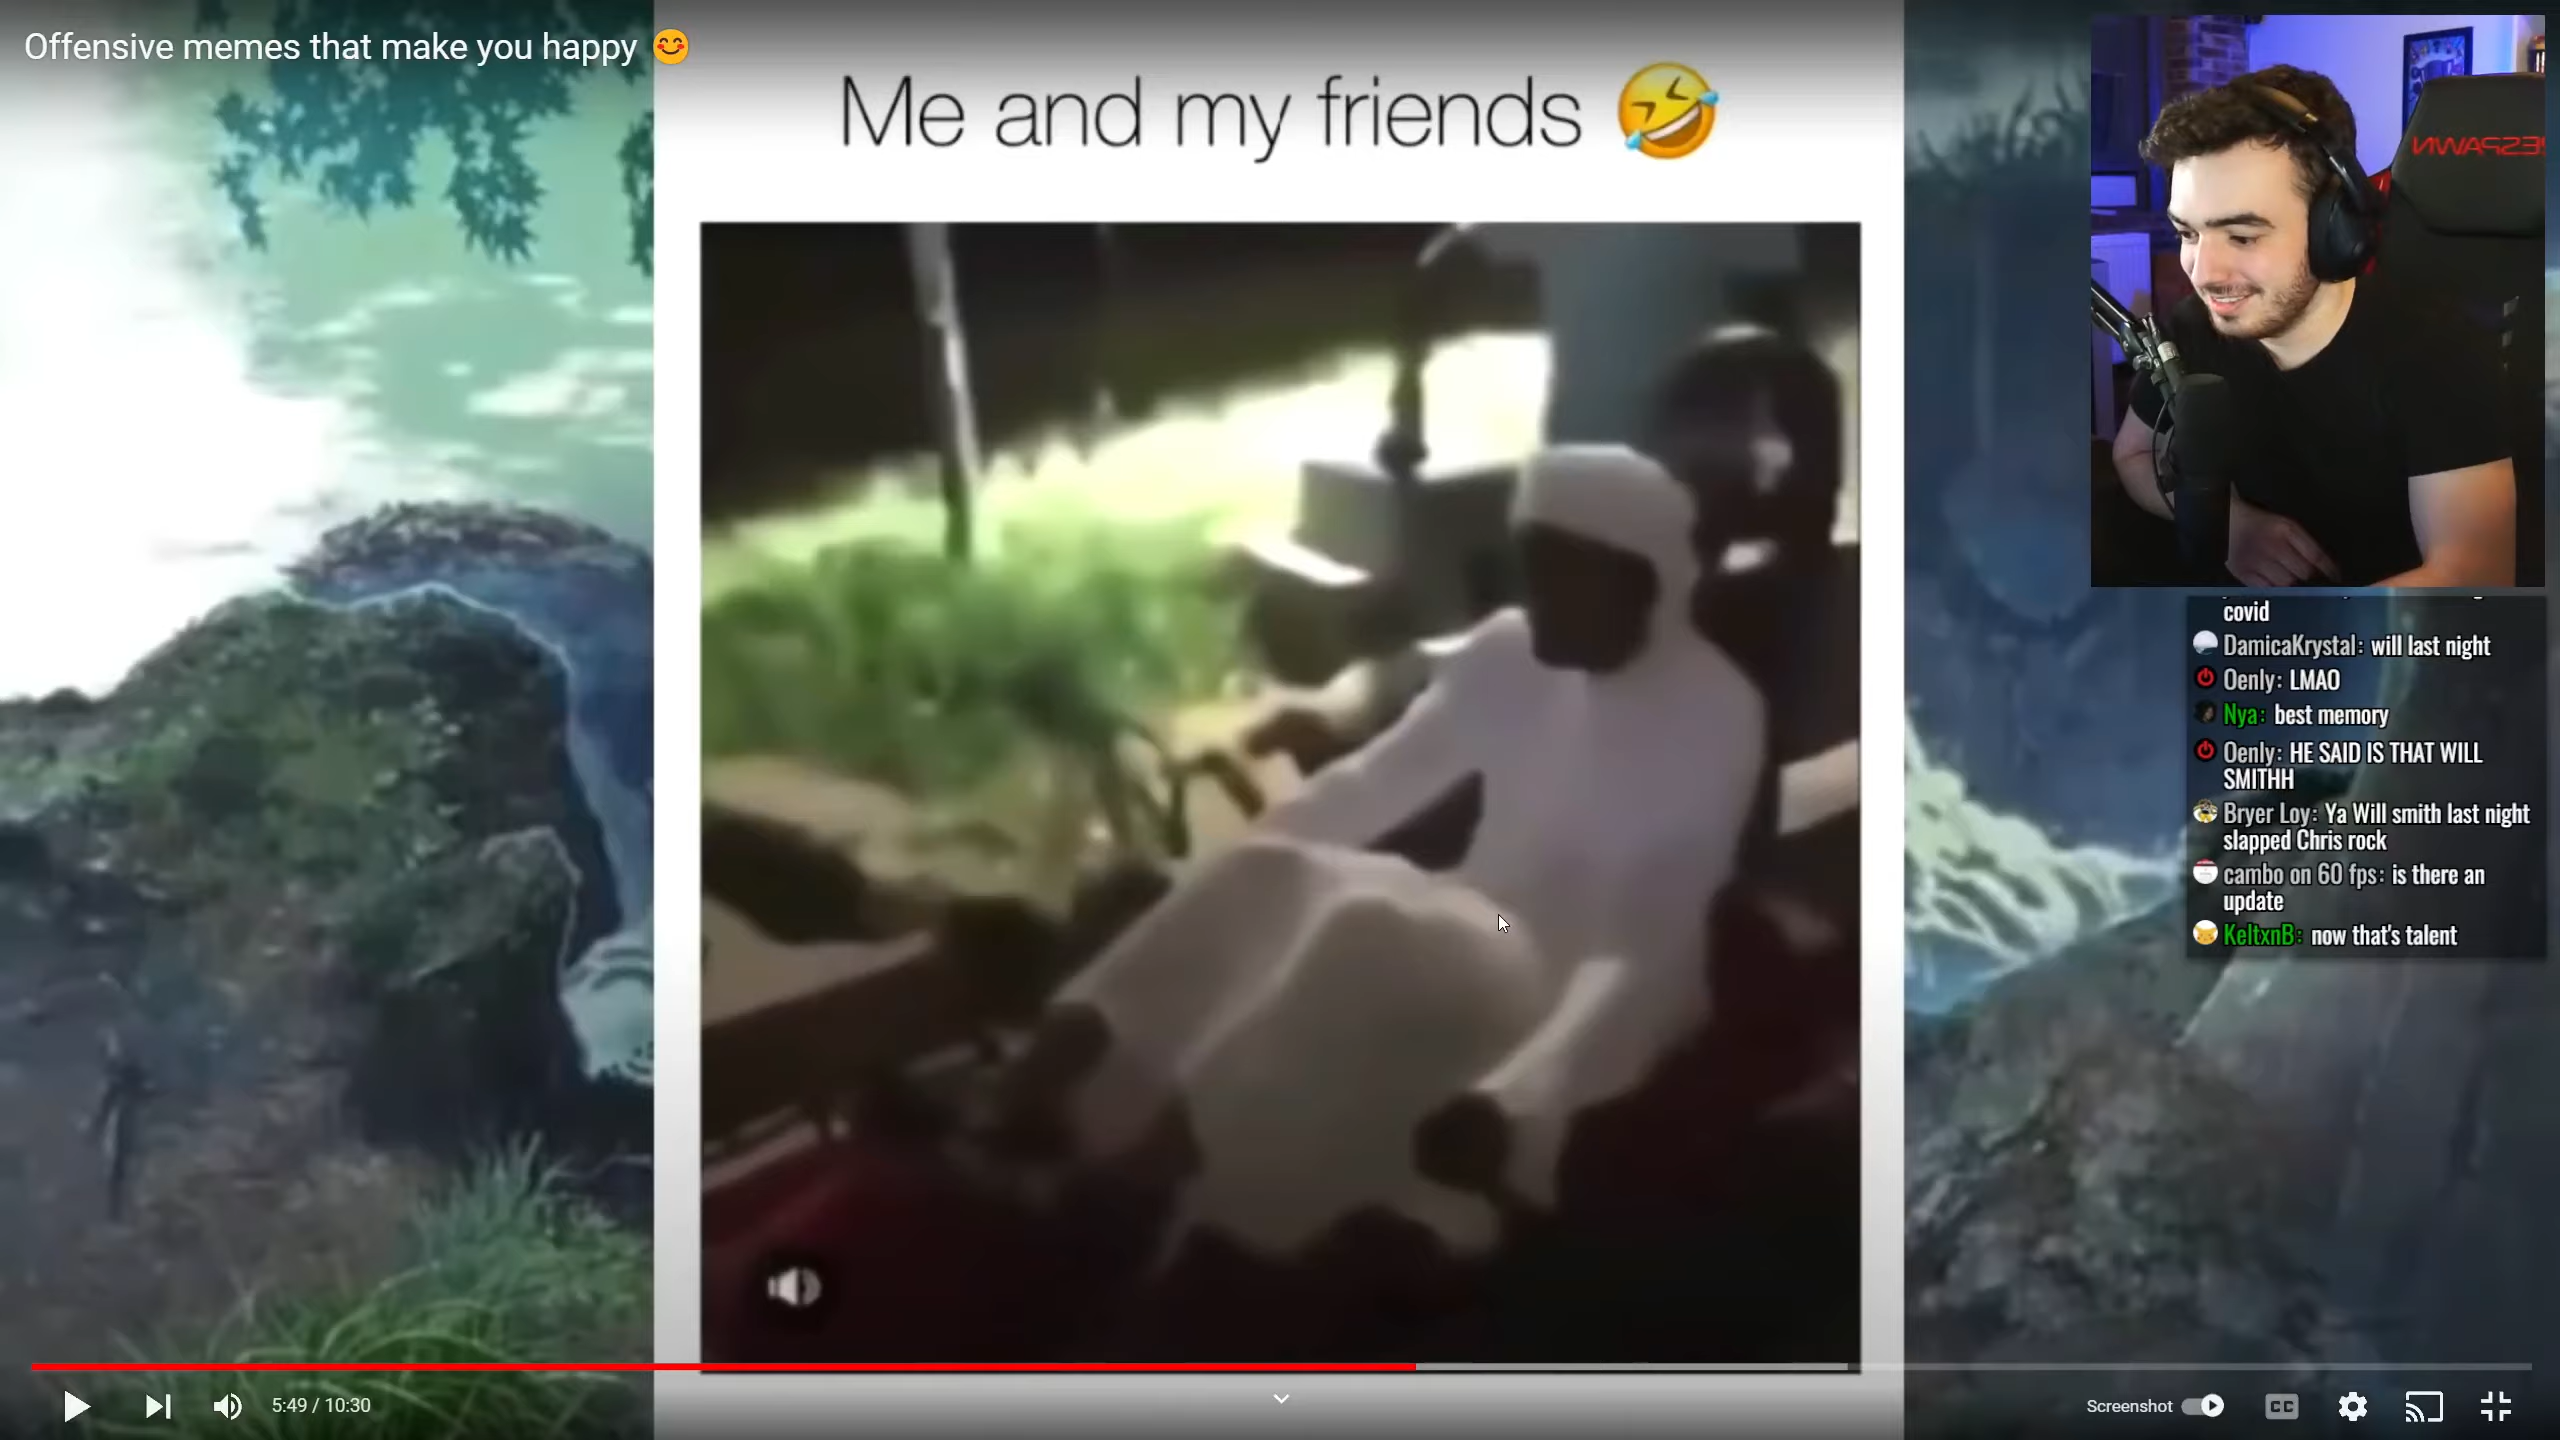 Offensive memes that make you happy 😊
Me and my friends 🤣
RESPAWN
covid
DamicaKrystal: will last night
Oenly: LMAO
Nya: best memory
Oenly: HE SAID IS THAT WILL
SMITHH
Bryer Loy: Ya Will smith last night
slapped Chris rock
cambo on 60 fps: is there an
update
KeltxnB: now that's talent
5:49 / 10:30
Screenshot
CC